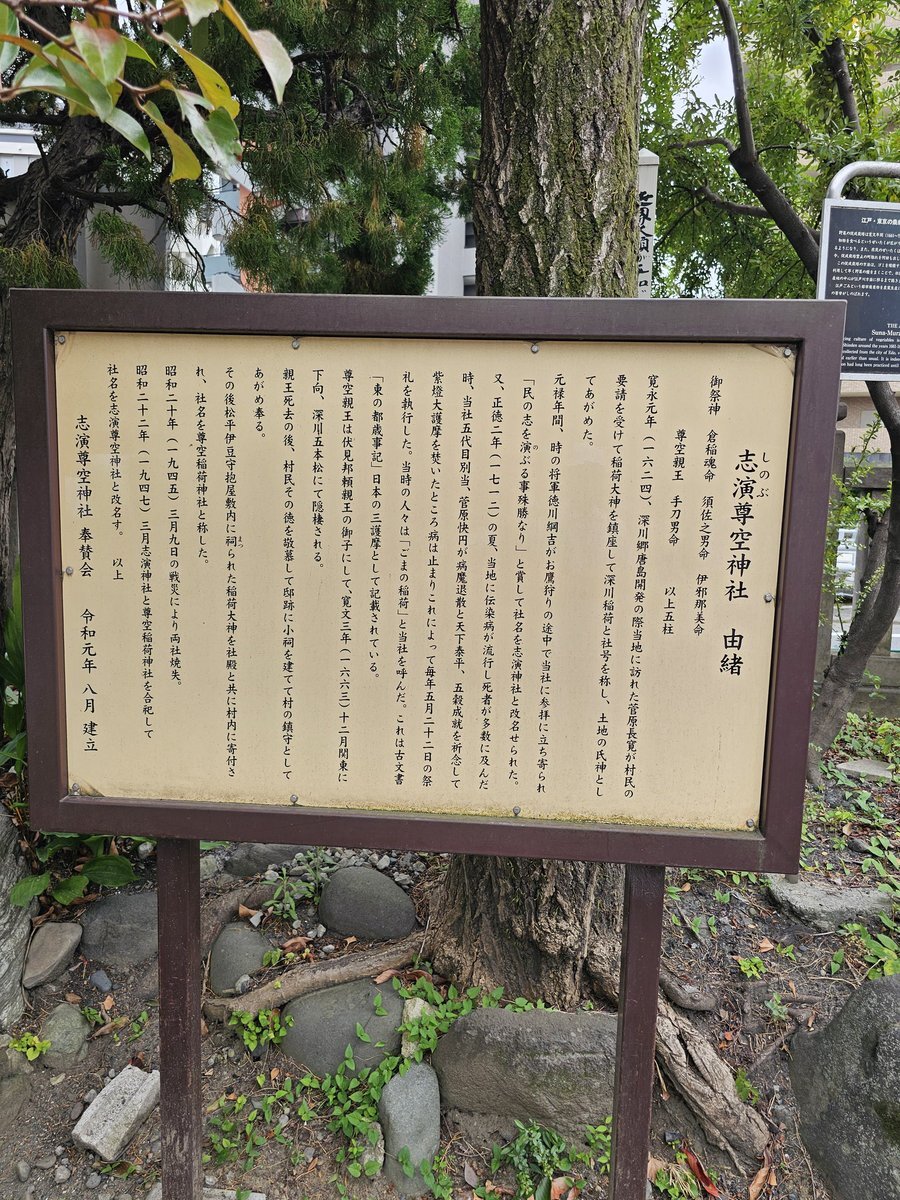 志演尊空神社　由緒
しのぶ
御祭神　倉稲魂命　須佐之男命　伊邪那美命
尊空親王　手刀男命　以上五柱
寛永元年（一六二四）、深川郷唐島開発の際当地に訪れた菅原長寛が村民の
要請を受けて稲荷大神を鎮座して深川稲荷と社号を称し、土地の氏神とし
てあがめた。
元禄年間、時の将軍徳川綱吉がお鷹狩りの途中で当社に参拝に立ち寄られ
「民の志を演ぶる事殊勝なり」と賞して社名を志演神社と改名せられた。
の
又、正徳二年（一七一二）の夏、当地に伝染病が流行し死者が多数に及んだ
時、当社五代目別当、菅原快円が病魔退散と天下泰平、五穀成就を祈念して
紫燈大護摩を焚いたところ病は止まりこれによって毎年五月二十二日の祭
礼を執行した。当時の人々は「ごまの稲荷」と当社を呼んだ。これは古文書
「東の都歳事記」日本の三護摩として記載されている。
尊空親王は伏見邦頼親王の御子にして、寛文三年（一六六三）十二月関東に
下向、深川五本松にて隠棲される。
親王死去の後、村民その徳を敬慕して邸跡に小祠を建てて村の鎮守として
あがめ奉る。
その後松平伊豆守抱屋敷内に祠られた稲荷大神を社殿と共に村内に寄付さ
まつ
れ、社名を尊空稲荷神社と称した。
昭和二十年（一九四五）三月九日の戦災により両社焼失。
昭和二十二年（一九四七）三月志演神社と尊空稲荷神社を合祀して
社名を志演尊空神社と改名す。　以上
志演尊空神社 奉賛会　令和元年 八月 建立
江戸・東京の農
THE
Suna-Mur